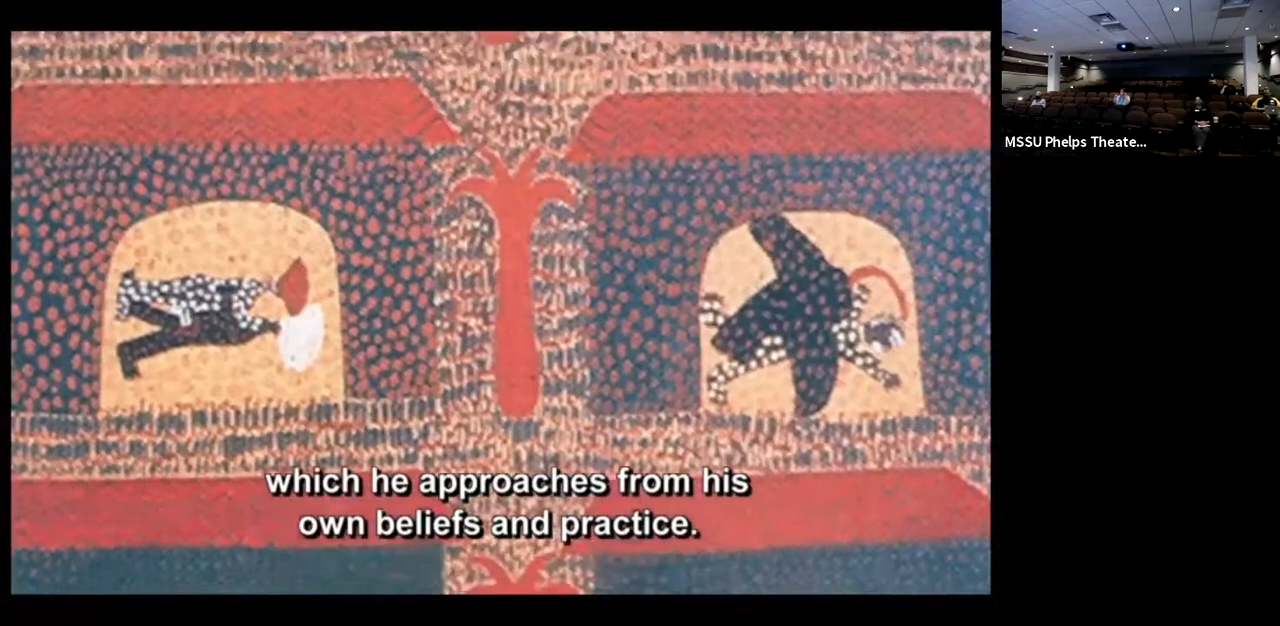 MSSU Phelps Theate...
which he approaches from his
own beliefs and practice.